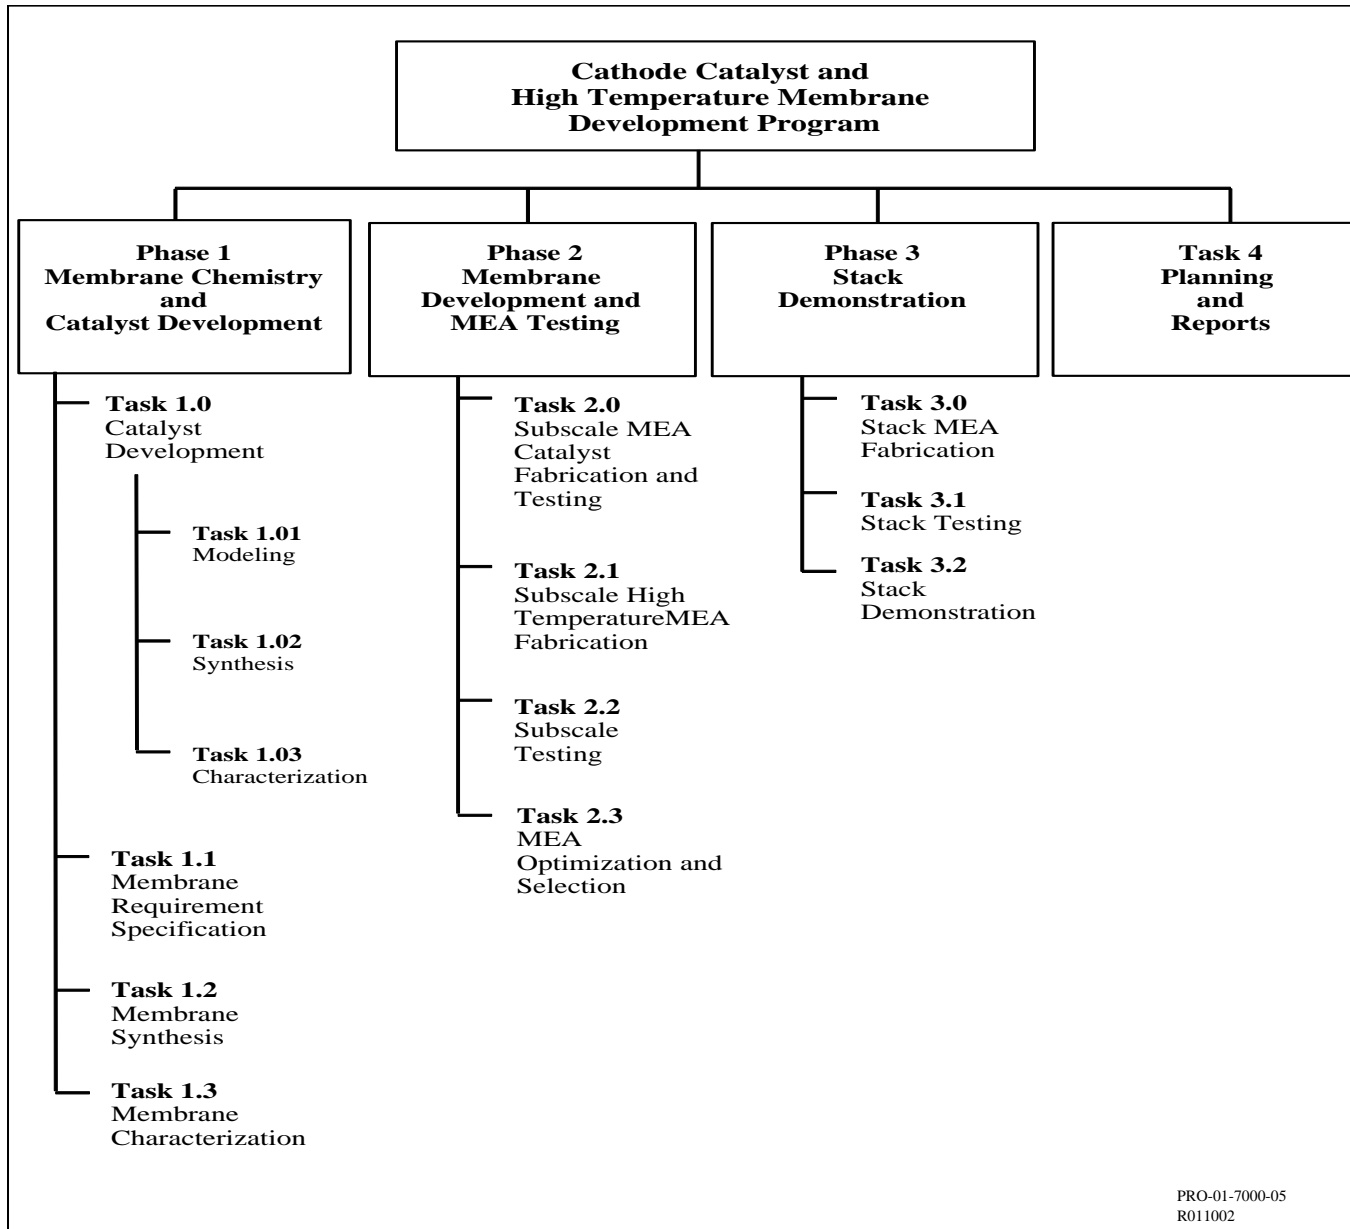 Cathode Catalyst and
High Temperature Membrane
Development Program
Phase 1
Membrane Chemistry
and
Catalyst Development
Phase 2
Membrane
Development and
MEA Testing
Phase 3
Stack
Demonstration
Task 4
Planning
and
Reports
Task 1.0
Catalyst
Development
Task 1.01
Modeling
Task 1.02
Synthesis
Task 1.03
Characterization
Task 1.1
Membrane
Requirement
Specification
Task 1.2
Membrane
Synthesis
Task 1.3
Membrane
Characterization
Task 2.0
Subscale MEA
Catalyst
Fabrication and
Testing
Task 2.1
Subscale High
TemperatureMEA
Fabrication
Task 2.2
Subscale
Testing
Task 2.3
MEA
Optimization and
Selection
Task 3.0
Stack MEA
Fabrication
Task 3.1
Stack Testing
Task 3.2
Stack
Demonstration
PRO-01-7000-05
R011002